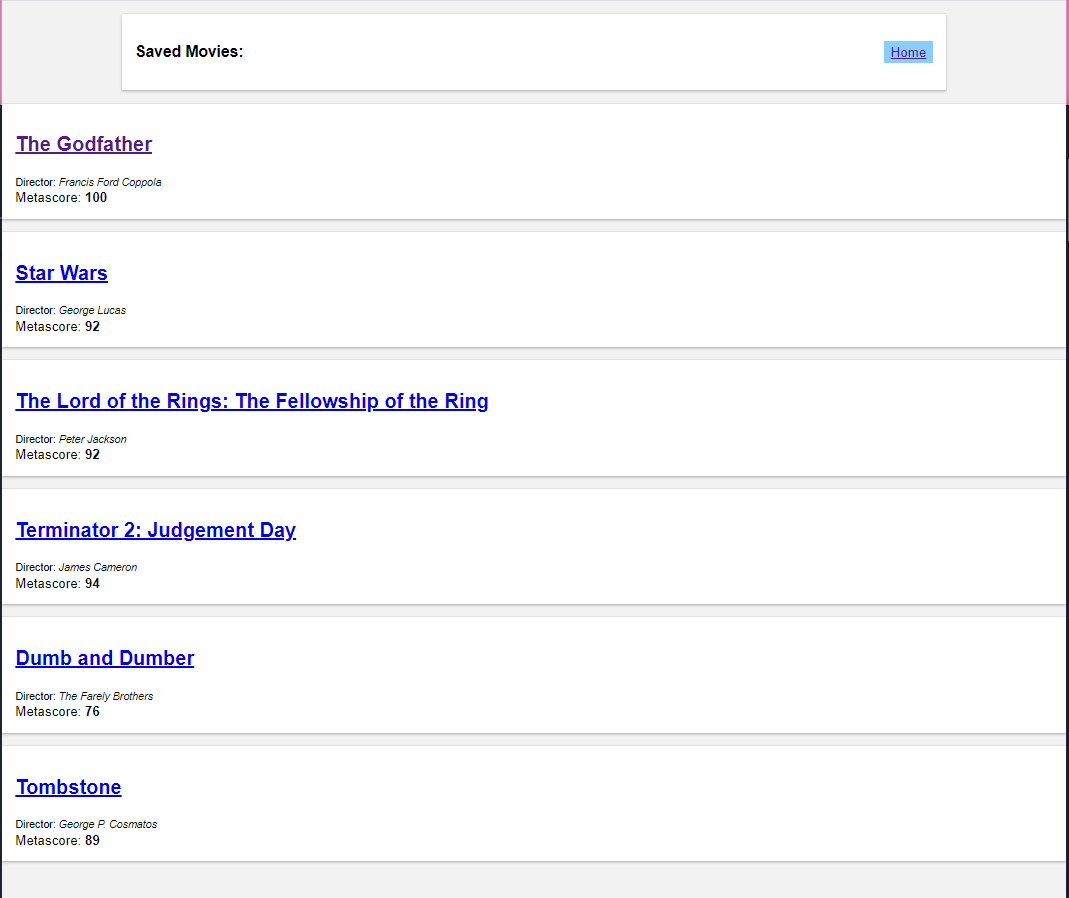 Saved Movies:
Home
The Godfather
Director: Francis Ford Coppola
Metascore: 100
Star Wars
Director: George Lucas
Metascore: 92
The Lord of the Rings: The Fellowship of the Ring
Director: Peter Jackson
Metascore: 92
Terminator 2: Judgement Day
Director: James Cameron
Metascore: 94
Dumb and Dumber
Director: The Farely Brothers
Metascore: 76
Tombstone
Director: George P. Cosmatos
Metascore: 89